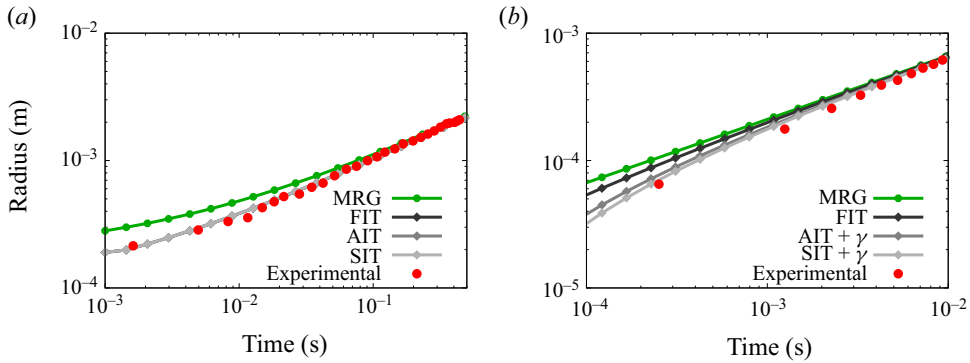 (a)
10–2
10–3
10–4
Radius (m)
MRG
FIT
AIT
SIT
Experimental
10–3 10–2 10–1
Time (s)
(b)
10–3
10–4
10–5
MRG
FIT
AIT + γ
SIT + γ
Experimental
10–4 10–3 10–2
Time (s)